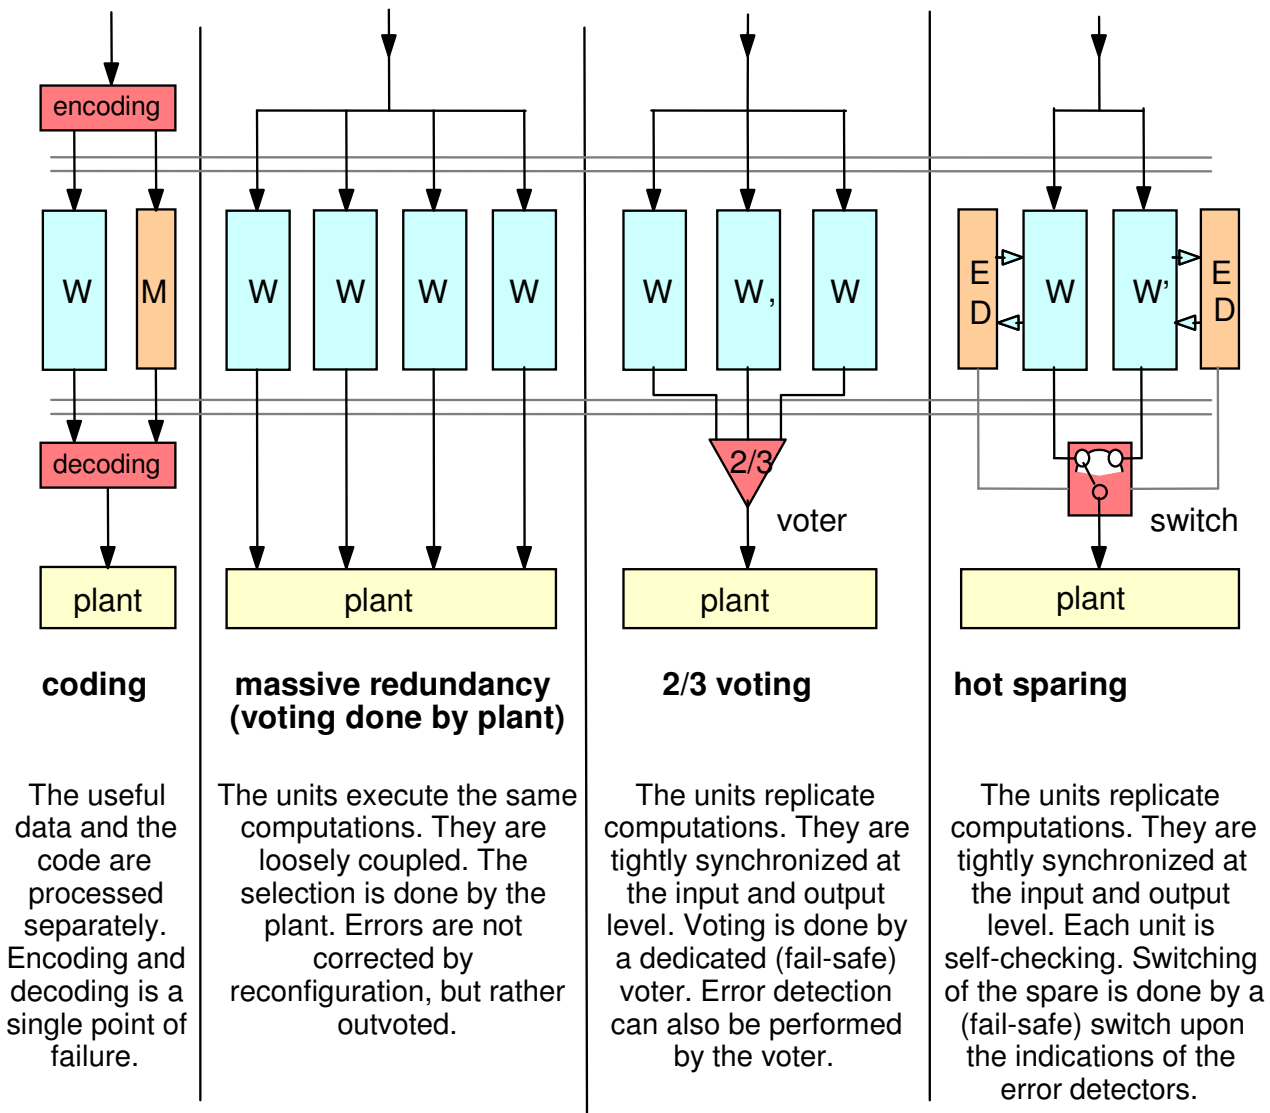 encoding
W
M
decoding
plant
coding
The useful
data and the
code are
processed
separately.
Encoding and
decoding is a
single point of
failure.
W
W
W
W
plant
massive redundancy
(voting done by plant)
The units execute the same
computations. They are
loosely coupled. The
selection is done by the
plant. Errors are not
corrected by
reconfiguration, but rather
outvoted.
W
W,
W
2/3
voter
plant
2/3 voting
The units replicate
computations. They are
tightly synchronized at
the input and output
level. Voting is done by
a dedicated (fail-safe)
voter. Error detection
can also be performed
by the voter.
E
D
W
W’
E
D
switch
plant
hot sparing
The units replicate
computations. They are
tightly synchronized at
the input and output
level. Each unit is
self-checking. Switching
of the spare is done by a
(fail-safe) switch upon
the indications of the
error detectors.